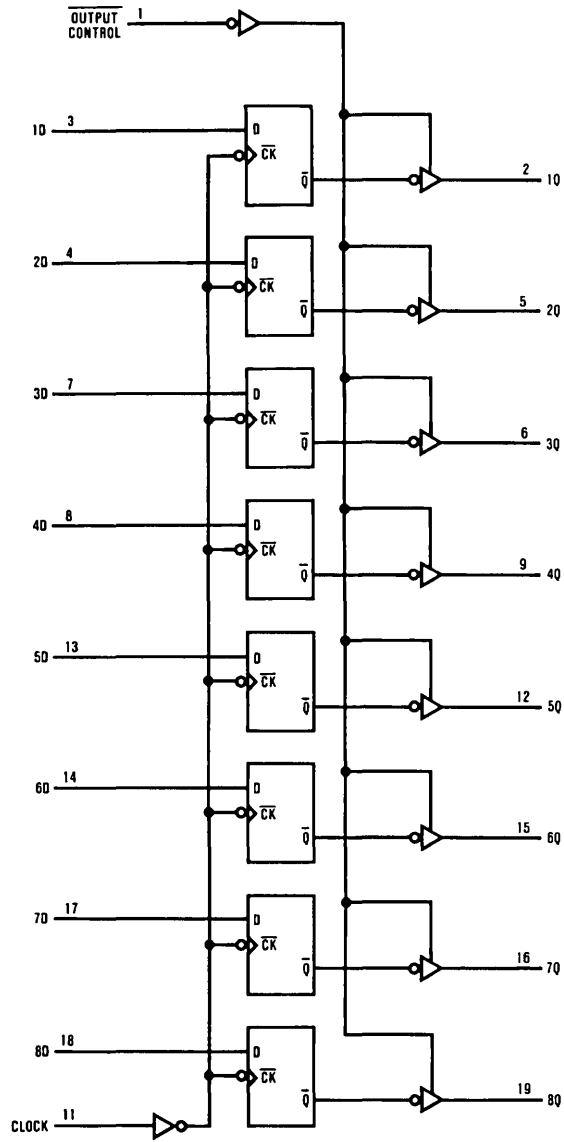 OUTPUT CONTROL 1
1D 3 D CK Q̅ 2 1Q
2D 4 D CK Q̅ 5 2Q
3D 7 D CK Q̅ 6 3Q
4D 8 D CK Q̅ 9 4Q
5D 13 D CK Q̅ 12 5Q
6D 14 D CK Q̅ 15 6Q
7D 17 D CK Q̅ 16 7Q
8D 18 D CK Q̅ 19 8Q
CLOCK 11